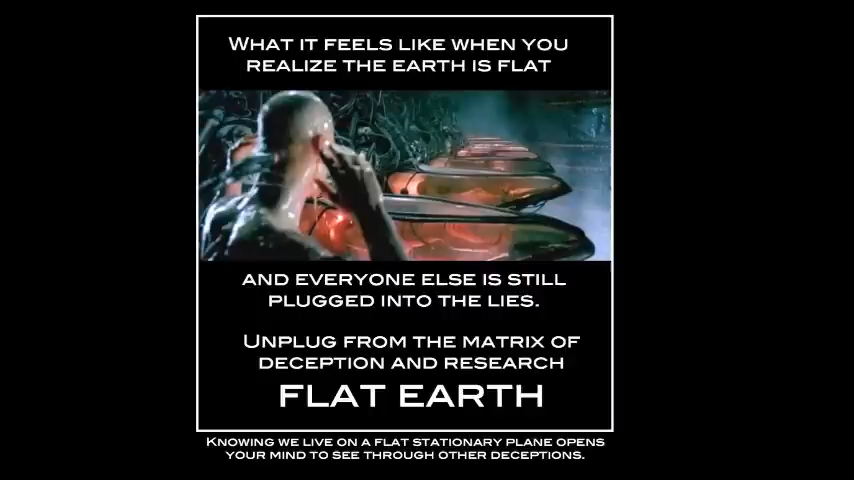 What it feels like when you
realize the earth is flat
and everyone else is still
plugged into the lies.
Unplug from the matrix of
deception and research
FLAT EARTH
Knowing we live on a flat stationary plane opens
your mind to see through other deceptions.